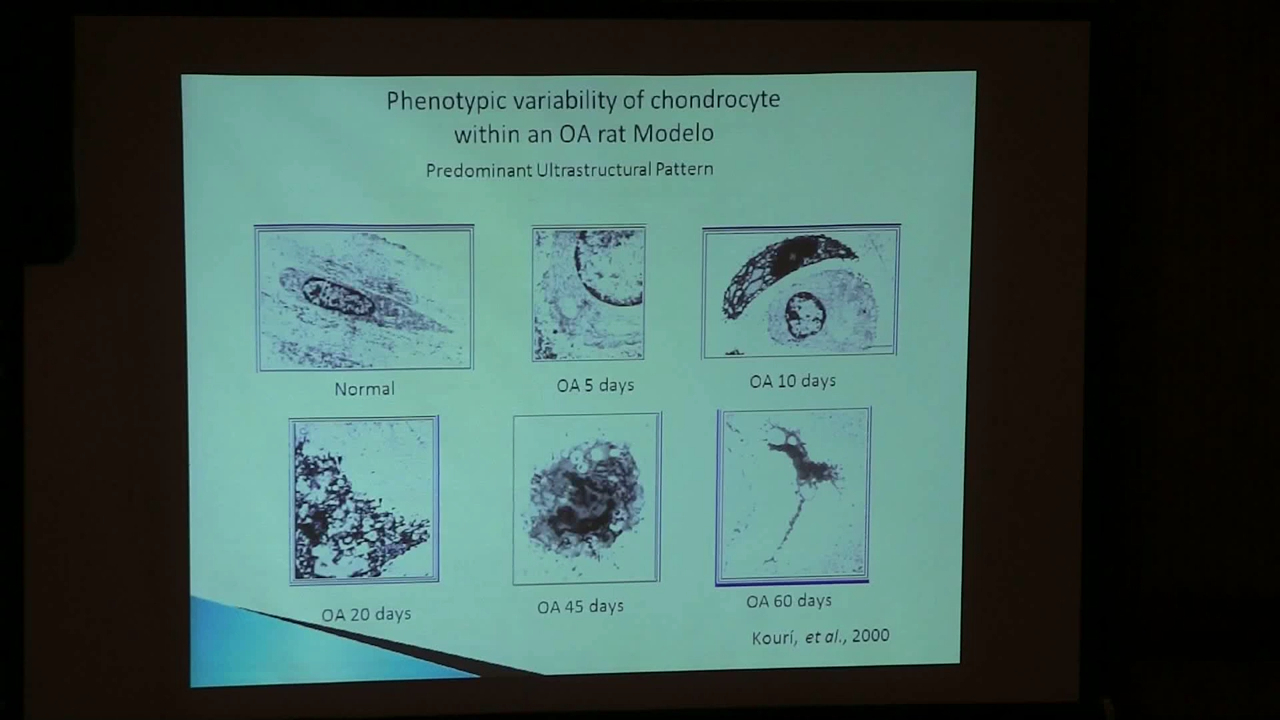 Phenotypic variability of chondrocyte
within an OA rat Modelo
Predominant Ultrastructural Pattern
Normal
OA 5 days
OA 10 days
OA 20 days
OA 45 days
OA 60 days
Kourí, et al., 2000